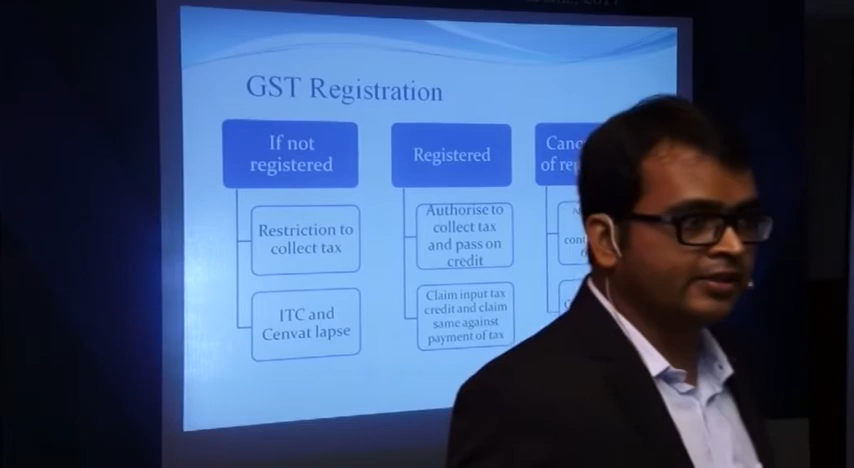 GST Registration
If not
registered
Restriction to
collect tax
ITC and
Cenvat lapse
Registered
Authorise to
collect tax
and pass on
credit
Claim input tax
credit and claim
same against
payment of tax
of